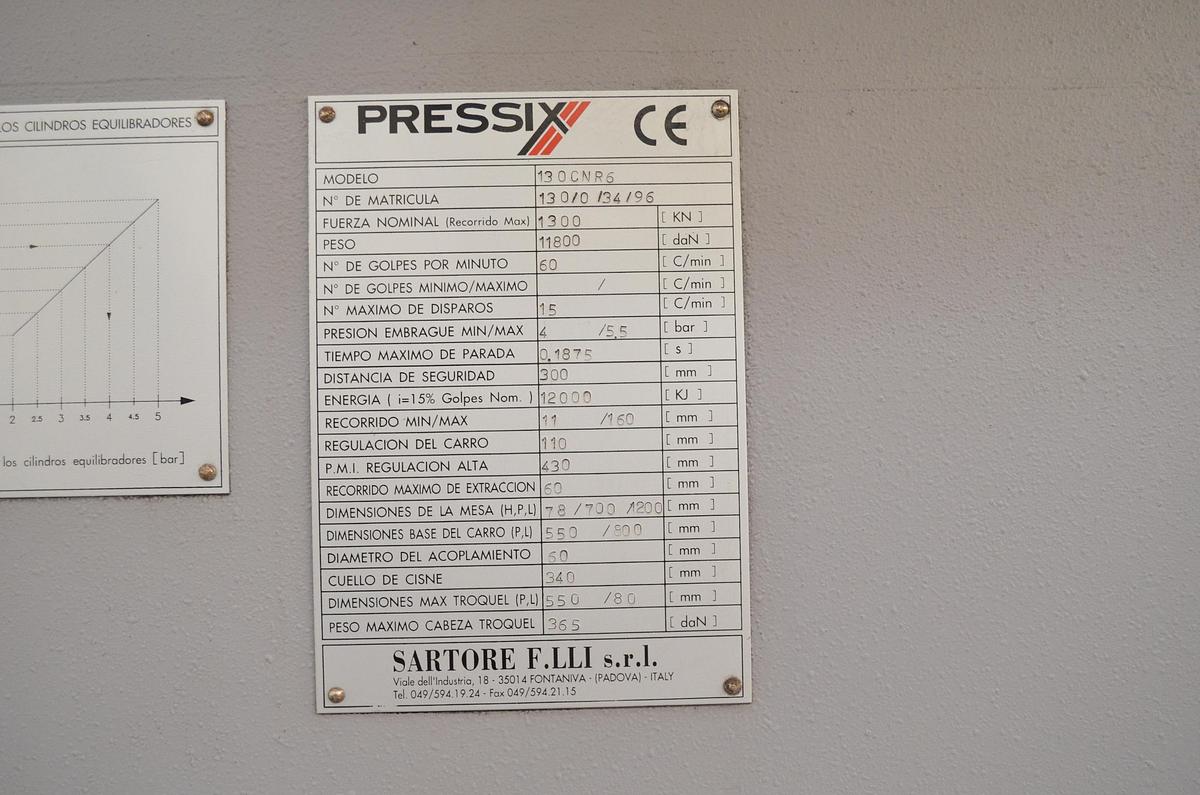 LOS CILINDROS EQUILIBRADORES
2 2.5 3 3.5 4 4.5 5
los cilindros equilibradores [bar]
PRESSIX CE
MODELO 130CNR6
N° DE MATRICULA 130/0 /34/96
FUERZA NOMINAL (Recorrido Max) 1300 [ KN ]
PESO 11800 [ daN ]
N° DE GOLPES POR MINUTO 60 [ C/min ]
N° DE GOLPES MINIMO/MAXIMO / [ C/min ]
N° MAXIMO DE DISPAROS 15 [ C/min ]
PRESION EMBRAGUE MIN/MAX 4 /5.5 [ bar ]
TIEMPO MAXIMO DE PARADA 0.1875 [ s ]
DISTANCIA DE SEGURIDAD 300 [ mm ]
ENERGIA ( i=15% Golpes Nom. ) 12000 [ KJ ]
RECORRIDO MIN/MAX 11 /160 [ mm ]
REGULACION DEL CARRO 110 [ mm ]
P.M.I. REGULACION ALTA 430 [ mm ]
RECORRIDO MAXIMO DE EXTRACCION 60 [ mm ]
DIMENSIONES DE LA MESA (H,P,L) 78 /700 /1200 [ mm ]
DIMENSIONES BASE DEL CARRO (P,L) 550 /800 [ mm ]
DIAMETRO DEL ACOPLAMIENTO 60 [ mm ]
CUELLO DE CISNE 340 [ mm ]
DIMENSIONES MAX TROQUEL (P,L) 550 /80 [ mm ]
PESO MAXIMO CABEZA TROQUEL 365 [ daN ]
SARTORE F.LLI s.r.l.
Viale dell'Industria, 18 - 35014 FONTANIVA - (PADOVA) - ITALY
Tel. 049/594.19.24 - Fax 049/594.21.15